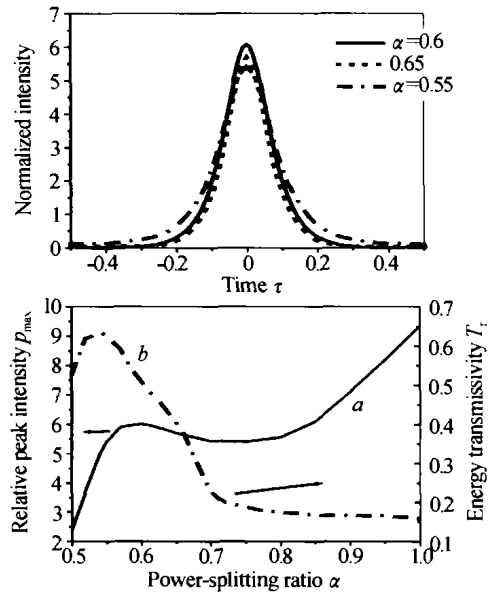 7
6
5
4
3
2
1
0
Normalized intensity
α=0.6
0.65
α=0.55
-0.4 -0.2 0 0.2 0.4
Time τ
10
9
8
7
6
5
4
3
2
Relative peak intensity p_max
b
a
0.7
0.6
0.5
0.4
0.3
0.2
0.1
Energy transmissivity T_r
0.5 0.6 0.7 0.8 0.9 1.0
Power-splitting ratio α